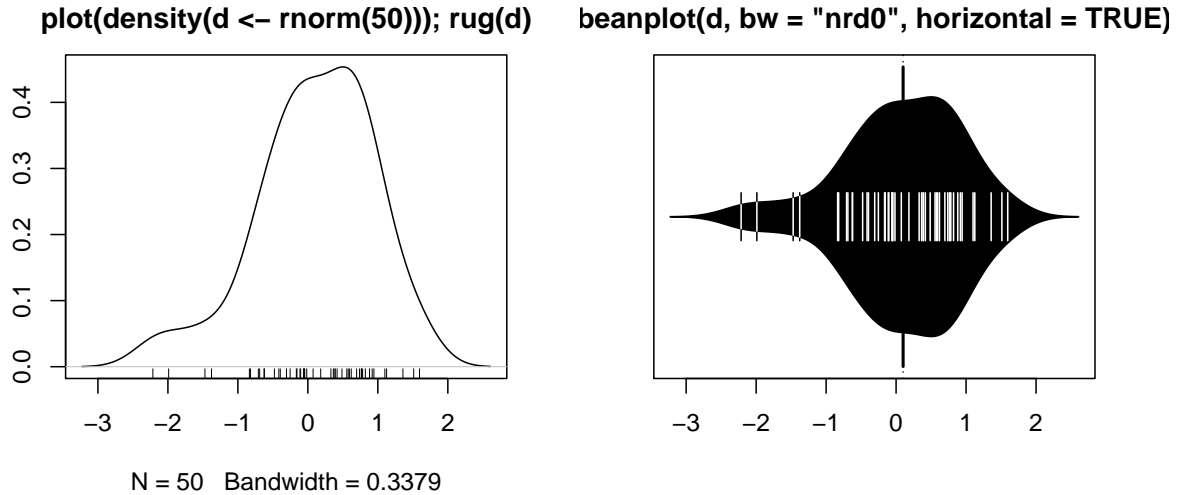 plot(density(d <- rnorm(50))); rug(d)
0.0 0.1 0.2 0.3 0.4
−3 −2 −1 0 1 2
N = 50 Bandwidth = 0.3379
beanplot(d, bw = "nrd0", horizontal = TRUE)
−3 −2 −1 0 1 2